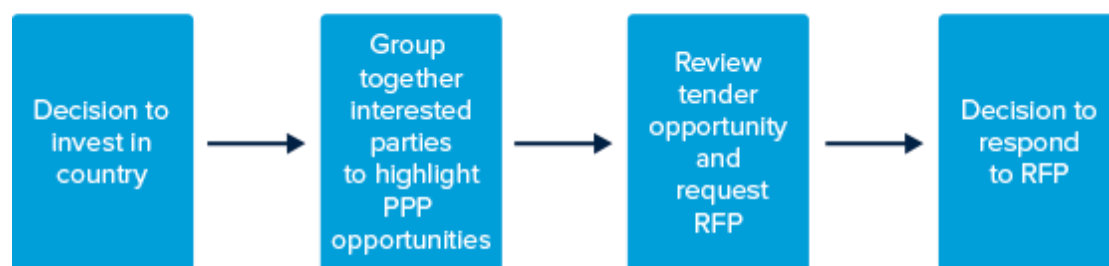 Decision to
invest in
country
Group
together
interested
parties
to highlight
PPP
opportunities
Review
tender
opportunity
and
request
RFP
Decision to
respond
to RFP